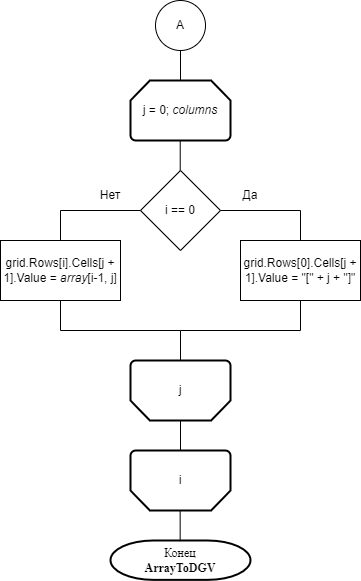 A
j = 0; columns
Нет
Да
i == 0
grid.Rows[i].Cells[j +
1].Value = array[i-1, j]
grid.Rows[0].Cells[j +
1].Value = "[" + j + "]"
j
i
Конец
ArrayToDGV